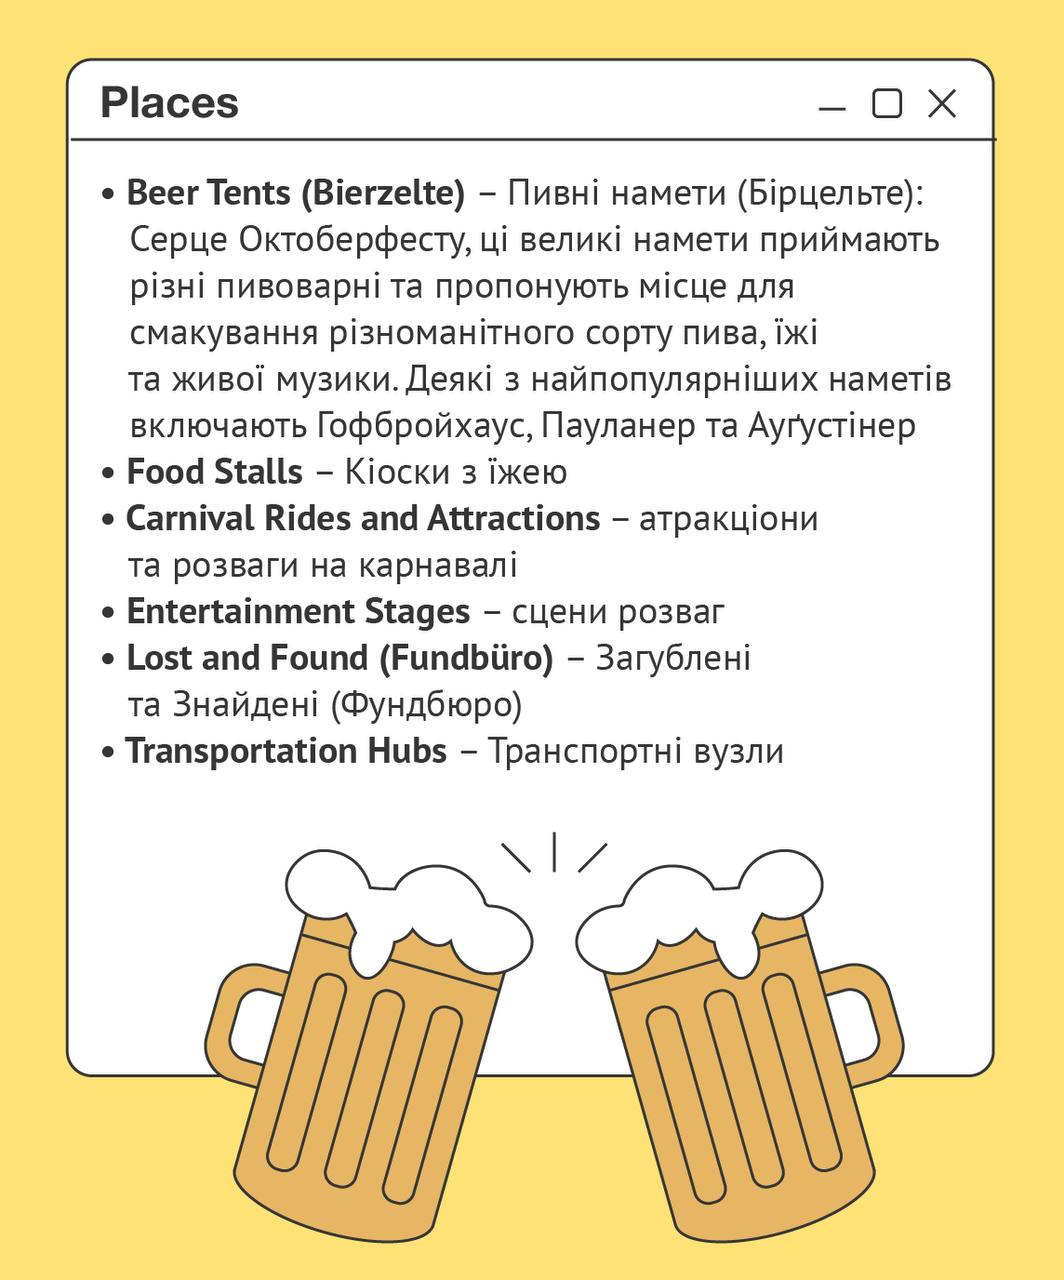 Places
• Beer Tents (Bierzelte) – Пивні намети (Бірцельте):
Серце Октоберфесту, ці великі намети приймають
різні пивоварні та пропонують місце для
смакування різноманітного сорту пива, їжі
та живої музики. Деякі з найпопулярніших наметів
включають Гофбройхаус, Пауланер та Ауґустінер
• Food Stalls – Кіоски з їжею
• Carnival Rides and Attractions – атракціони
та розваги на карнавалі
• Entertainment Stages – сцени розваг
• Lost and Found (Fundbüro) – Загублені
та Знайдені (Фундбюро)
• Transportation Hubs – Транспортні вузли